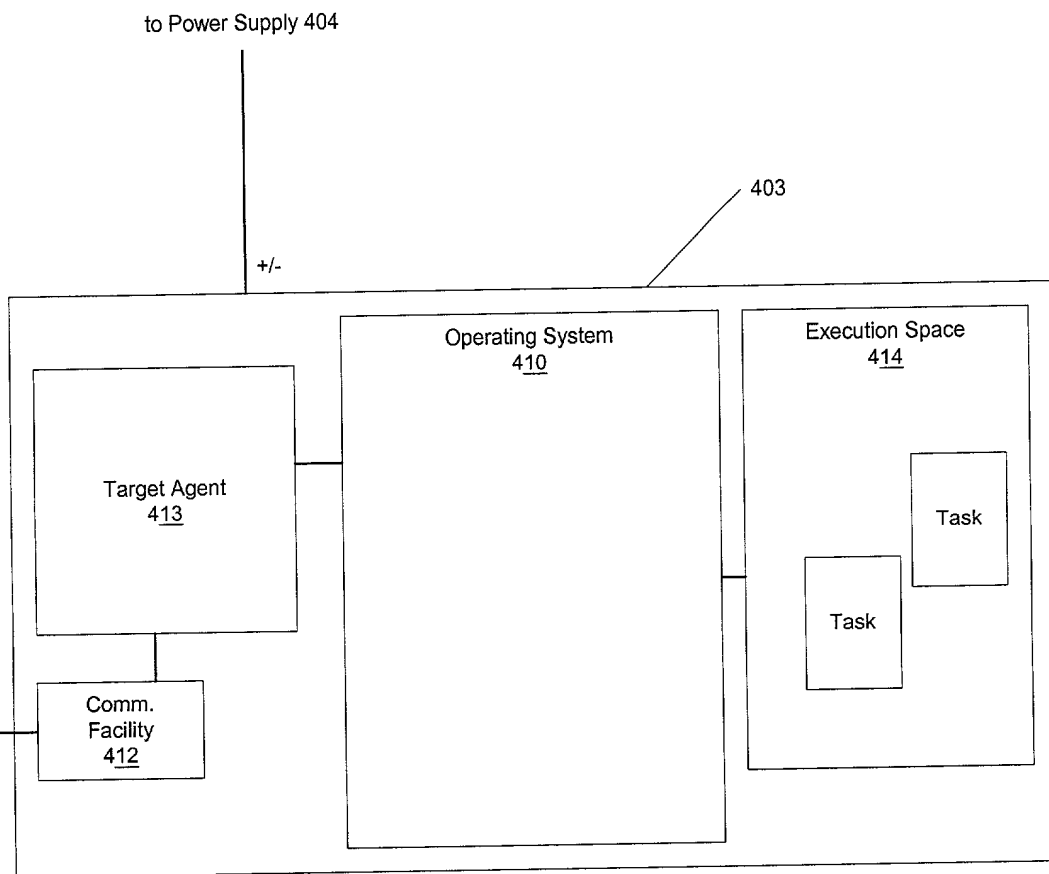 to Power Supply 404
403
+/-
Operating System
410
Execution Space
414
Target Agent
413
Task
Task
Comm.
Facility
412